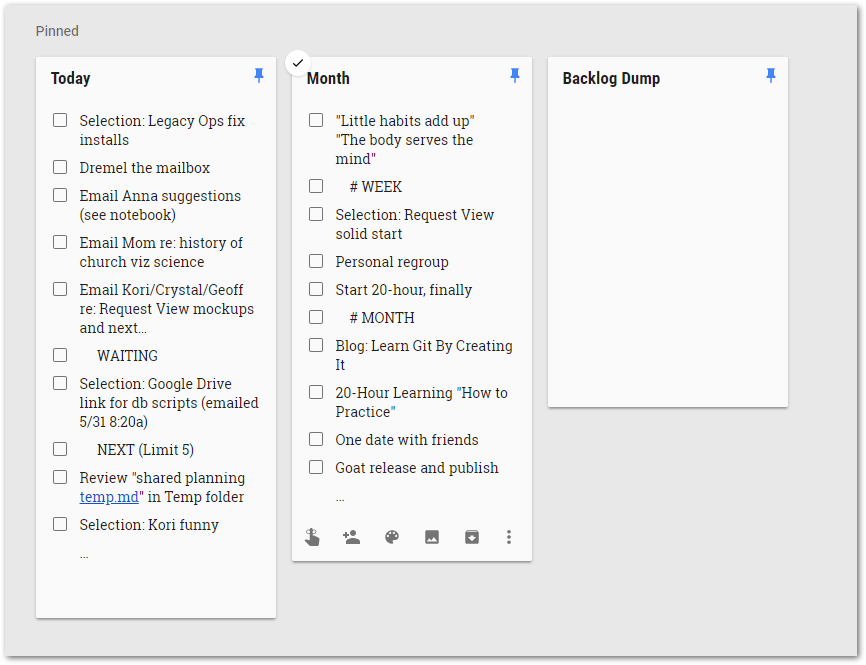 Pinned
Today
Selection: Legacy Ops fix
installs
Dremel the mailbox
Email Anna suggestions
(see notebook)
Email Mom re: history of
church viz science
Email Kori/Crystal/Geoff
re: Request View mockups
and next...
WAITING
Selection: Google Drive
link for db scripts (emailed
5/31 8:20a)
NEXT (Limit 5)
Review "shared planning
temp.md" in Temp folder
Selection: Kori funny
...
Month
"Little habits add up"
"The body serves the
mind"
# WEEK
Selection: Request View
solid start
Personal regroup
Start 20-hour, finally
# MONTH
Blog: Learn Git By Creating
It
20-Hour Learning "How to
Practice"
One date with friends
Goat release and publish
...
Backlog Dump